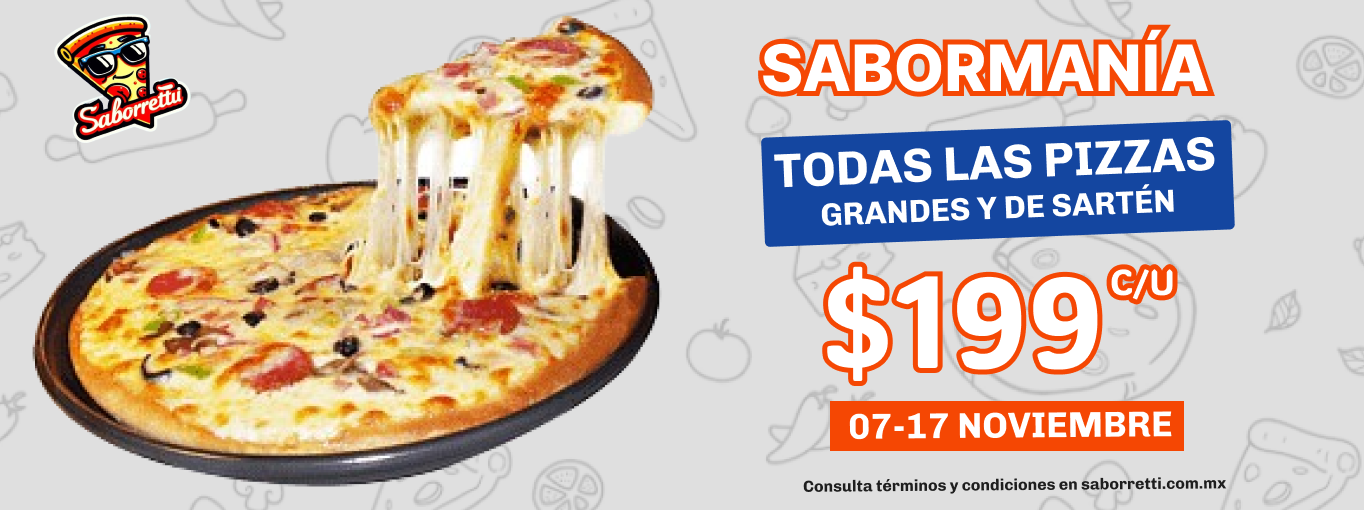 Saborretti
SABORMANÍA
TODAS LAS PIZZAS
GRANDES Y DE SARTÉN
$199 C/U
07-17 NOVIEMBRE
Consulta términos y condiciones en saborretti.com.mx